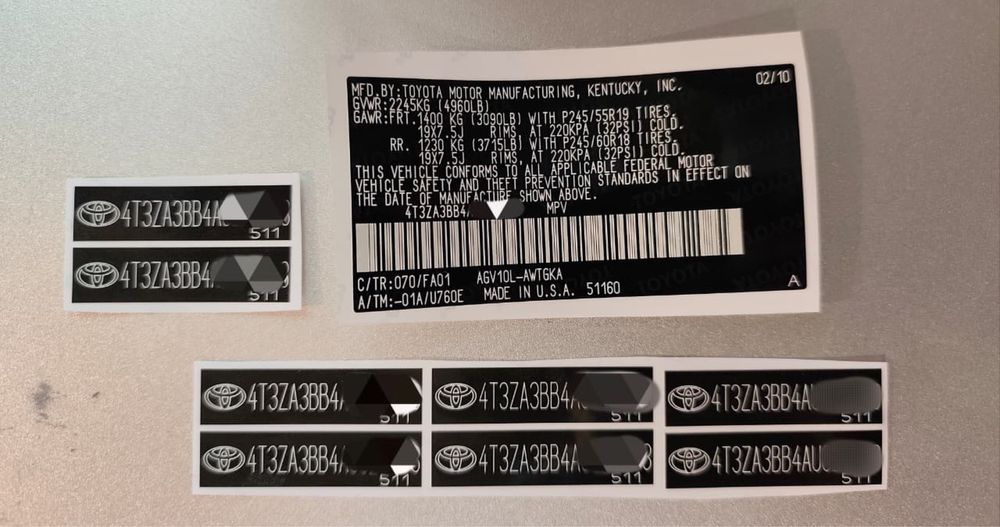 02/10
MFD.BY:TOYOTA MOTOR MANUFACTURING, KENTUCKY, INC.
GVWR:2245KG (4960LB)
GAWR:FRT. 1400 KG (3090LB) WITH P245/55R19 TIRES,
19X7.5J RIMS, AT 220KPA (32PSI) COLD.
RR. 1230 KG (3715LB) WITH P245/60R18 TIRES,
19X7.5J RIMS, AT 220KPA (32PSI) COLD.
THIS VEHICLE CONFORMS TO ALL APPLICABLE FEDERAL MOTOR
VEHICLE SAFETY AND THEFT PREVENTION STANDARDS IN EFFECT ON
THE DATE OF MANUFACTURE SHOWN ABOVE.
4T3ZA3BB4 MPV
C/TR:070/FA01 AGV10L-AWTGKA
A/TM:-01A/U760E MADE IN U.S.A. 51160
A
4T3ZA3BB4A
511
4T3ZA3BB4
511
4T3ZA3BB4 4T3ZA3BB4A 4T3ZA3BB4AU
511 511 511
4T3ZA3BB4 4T3ZA3BB4A 4T3ZA3BB4AU
511 511 511